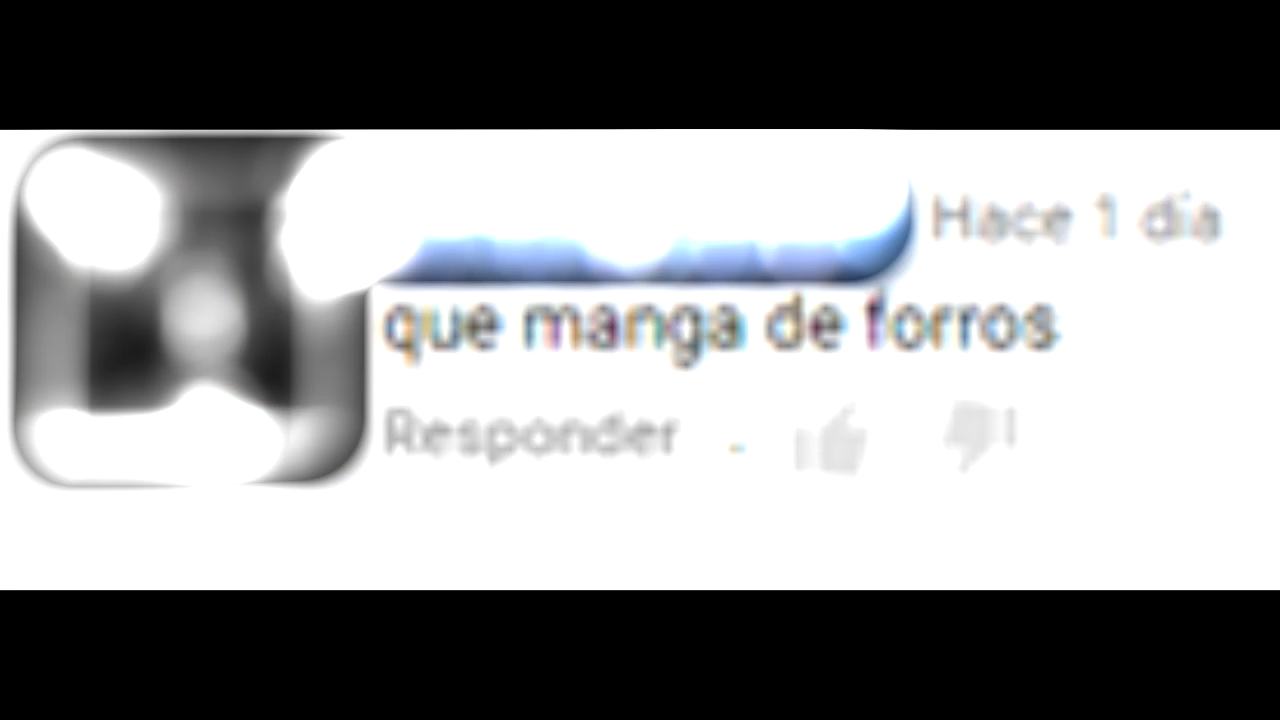 Hace 1 día
que manga de forros
Responder